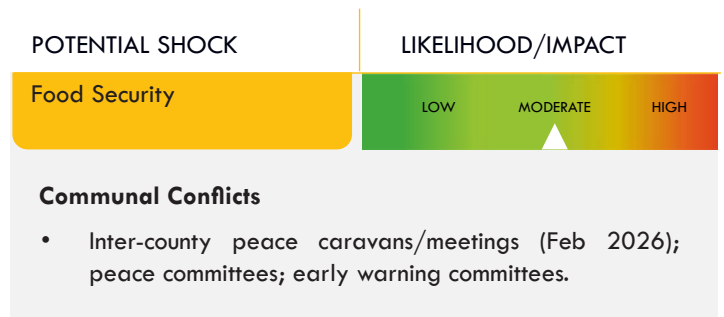 POTENTIAL SHOCK
LIKELIHOOD/IMPACT
Food Security
LOW
MODERATE
HIGH
Communal Conflicts
• Inter-county peace caravans/meetings (Feb 2026);
peace committees; early warning committees.